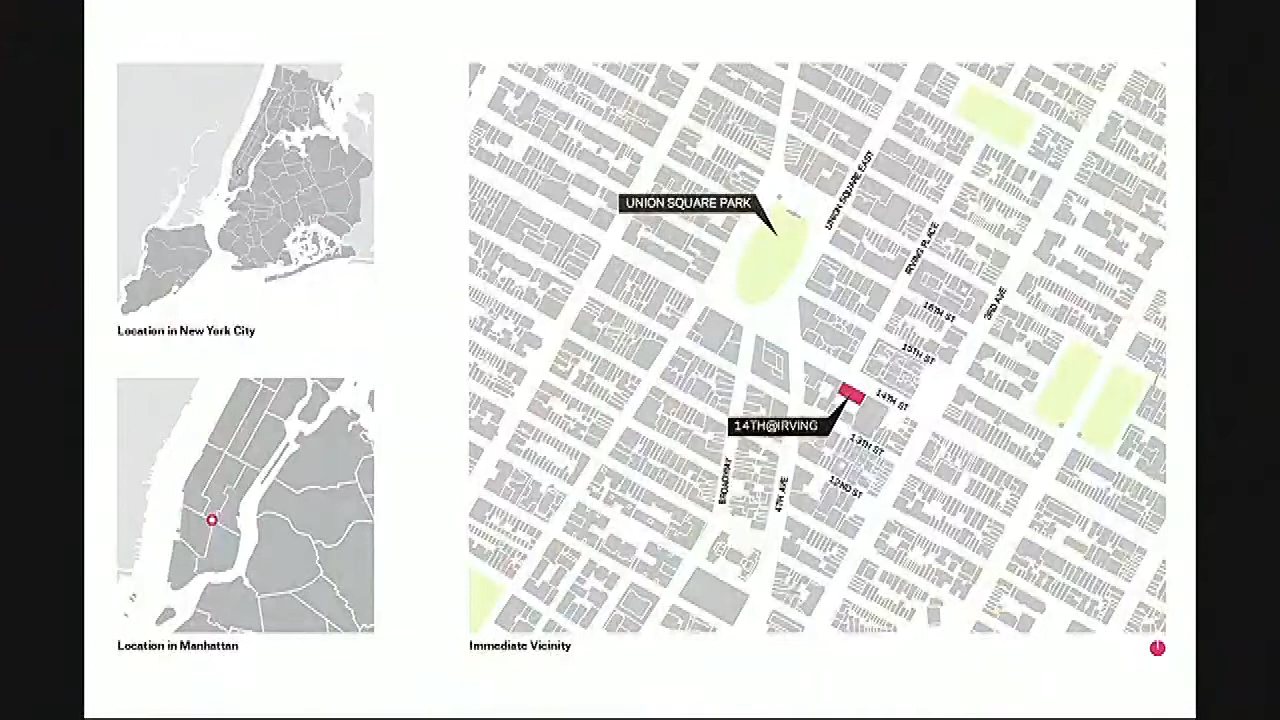 UNION SQUARE PARK
UNION SQUARE EAST
IRVING PLACE
3RD AVE
16TH ST
15TH ST
14TH ST
14TH@IRVING
13TH ST
12ND ST
BROADWAY
4TH AVE
Location in New York City
Location in Manhattan
Immediate Vicinity